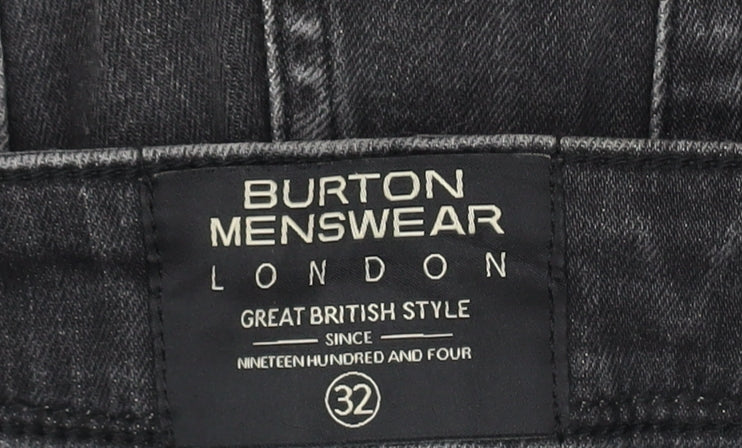 BURTON
MENSWEAR
LONDON
GREAT BRITISH STYLE
SINCE
NINETEEN HUNDRED AND FOUR
32